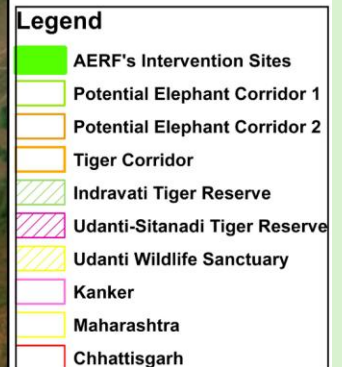 Legend
AERF's Intervention Sites
Potential Elephant Corridor 1
Potential Elephant Corridor 2
Tiger Corridor
Indravati Tiger Reserve
Udanti-Sitanadi Tiger Reserve
Udanti Wildlife Sanctuary
Kanker
Maharashtra
Chhattisgarh